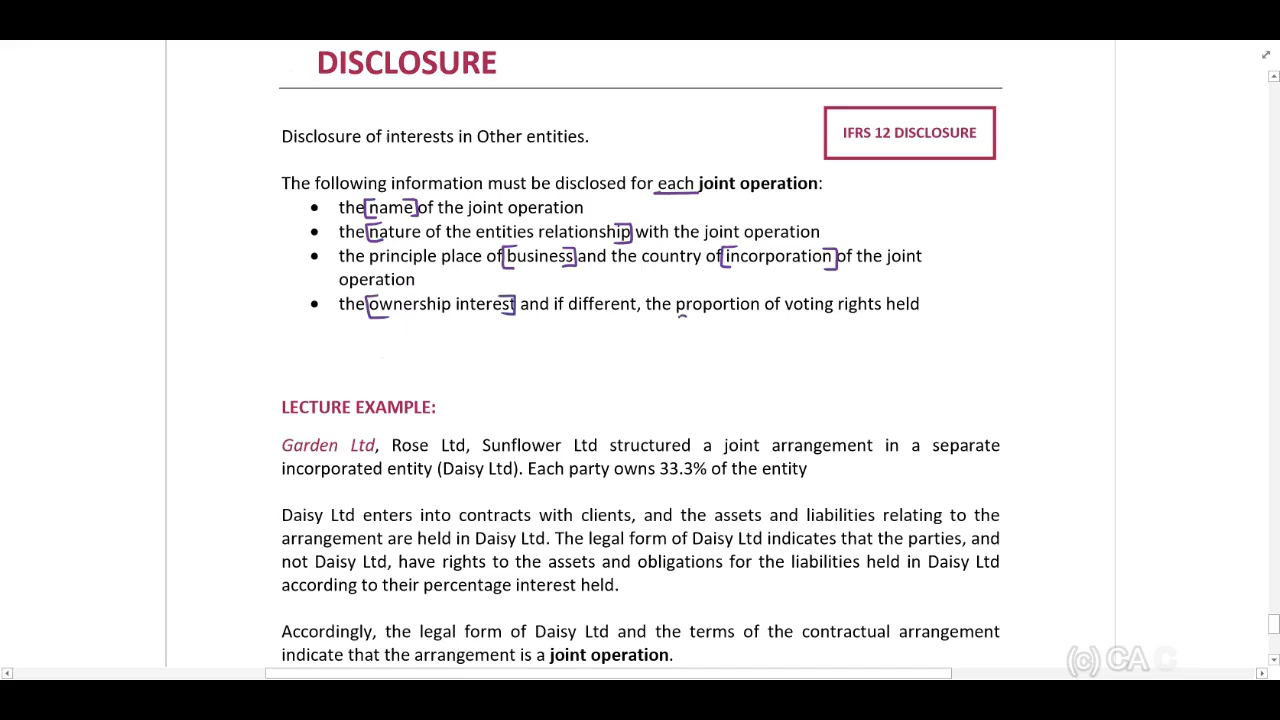 DISCLOSURE
Disclosure of interests in Other entities.
IFRS 12 DISCLOSURE
The following information must be disclosed for each joint operation:
• the name of the joint operation
• the nature of the entities relationship with the joint operation
• the principle place of business and the country of incorporation of the joint
operation
• the ownership interest and if different, the proportion of voting rights held
LECTURE EXAMPLE:
Garden Ltd, Rose Ltd, Sunflower Ltd structured a joint arrangement in a separate
incorporated entity (Daisy Ltd). Each party owns 33.3% of the entity
Daisy Ltd enters into contracts with clients, and the assets and liabilities relating to the
arrangement are held in Daisy Ltd. The legal form of Daisy Ltd indicates that the parties, and
not Daisy Ltd, have rights to the assets and obligations for the liabilities held in Daisy Ltd
according to their percentage interest held.
Accordingly, the legal form of Daisy Ltd and the terms of the contractual arrangement
indicate that the arrangement is a joint operation.
(c) CA C